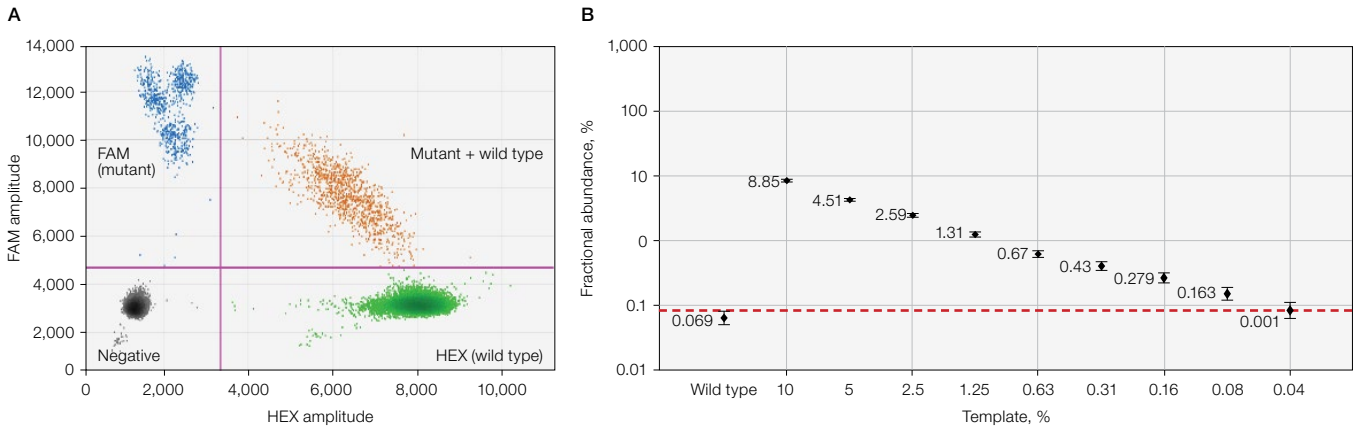 A
14,000
12,000
10,000
8,000
6,000
4,000
2,000
0
FAM amplitude
FAM
(mutant)
Mutant + wild type
Negative
HEX (wild type)
0 2,000 4,000 6,000 8,000 10,000
HEX amplitude
B
1,000
100
10
0
0.1
0.01
Fractional abundance, %
8.85
4.51
2.59
1.31
0.67
0.43
0.279
0.163
0.069
0.001
Wild type 10 5 2.5 1.25 0.63 0.31 0.16 0.08 0.04
Template, %